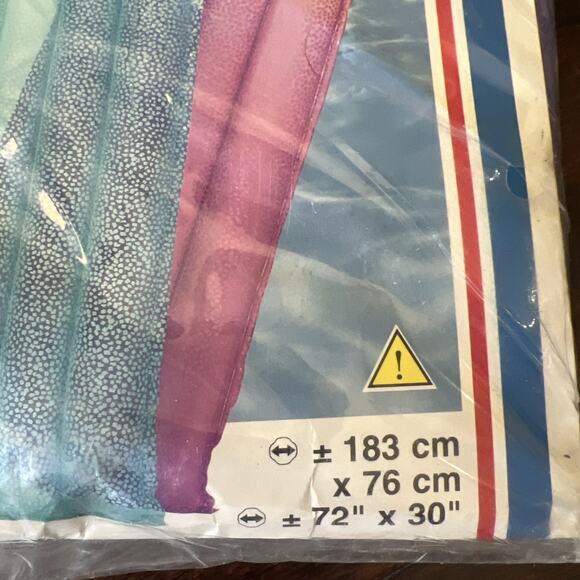 !
± 183 cm
x 76 cm
± 72" x 30"